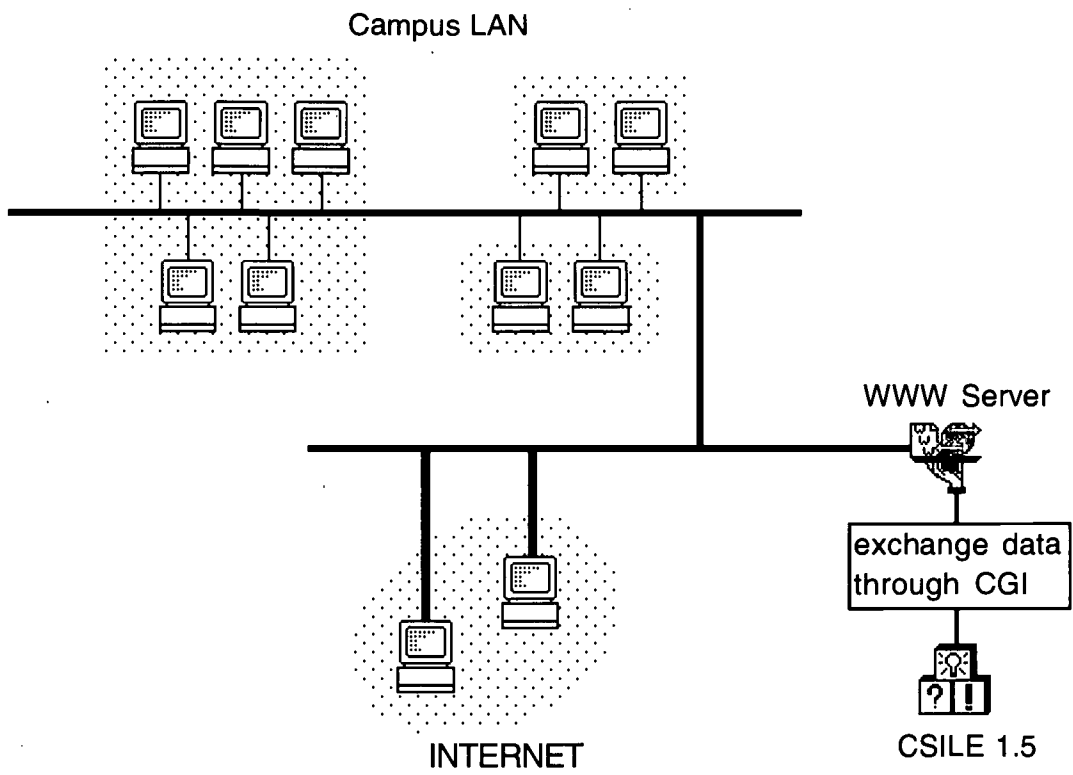 Campus LAN
WWW Server
exchange data
through CGI
? !
CSILE 1.5
INTERNET